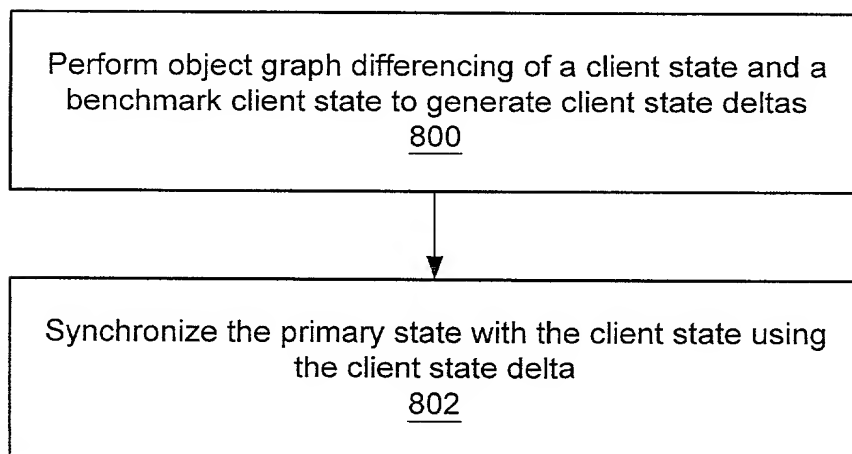 Perform object graph differencing of a client state and a
benchmark client state to generate client state deltas
800
Synchronize the primary state with the client state using
the client state delta
802